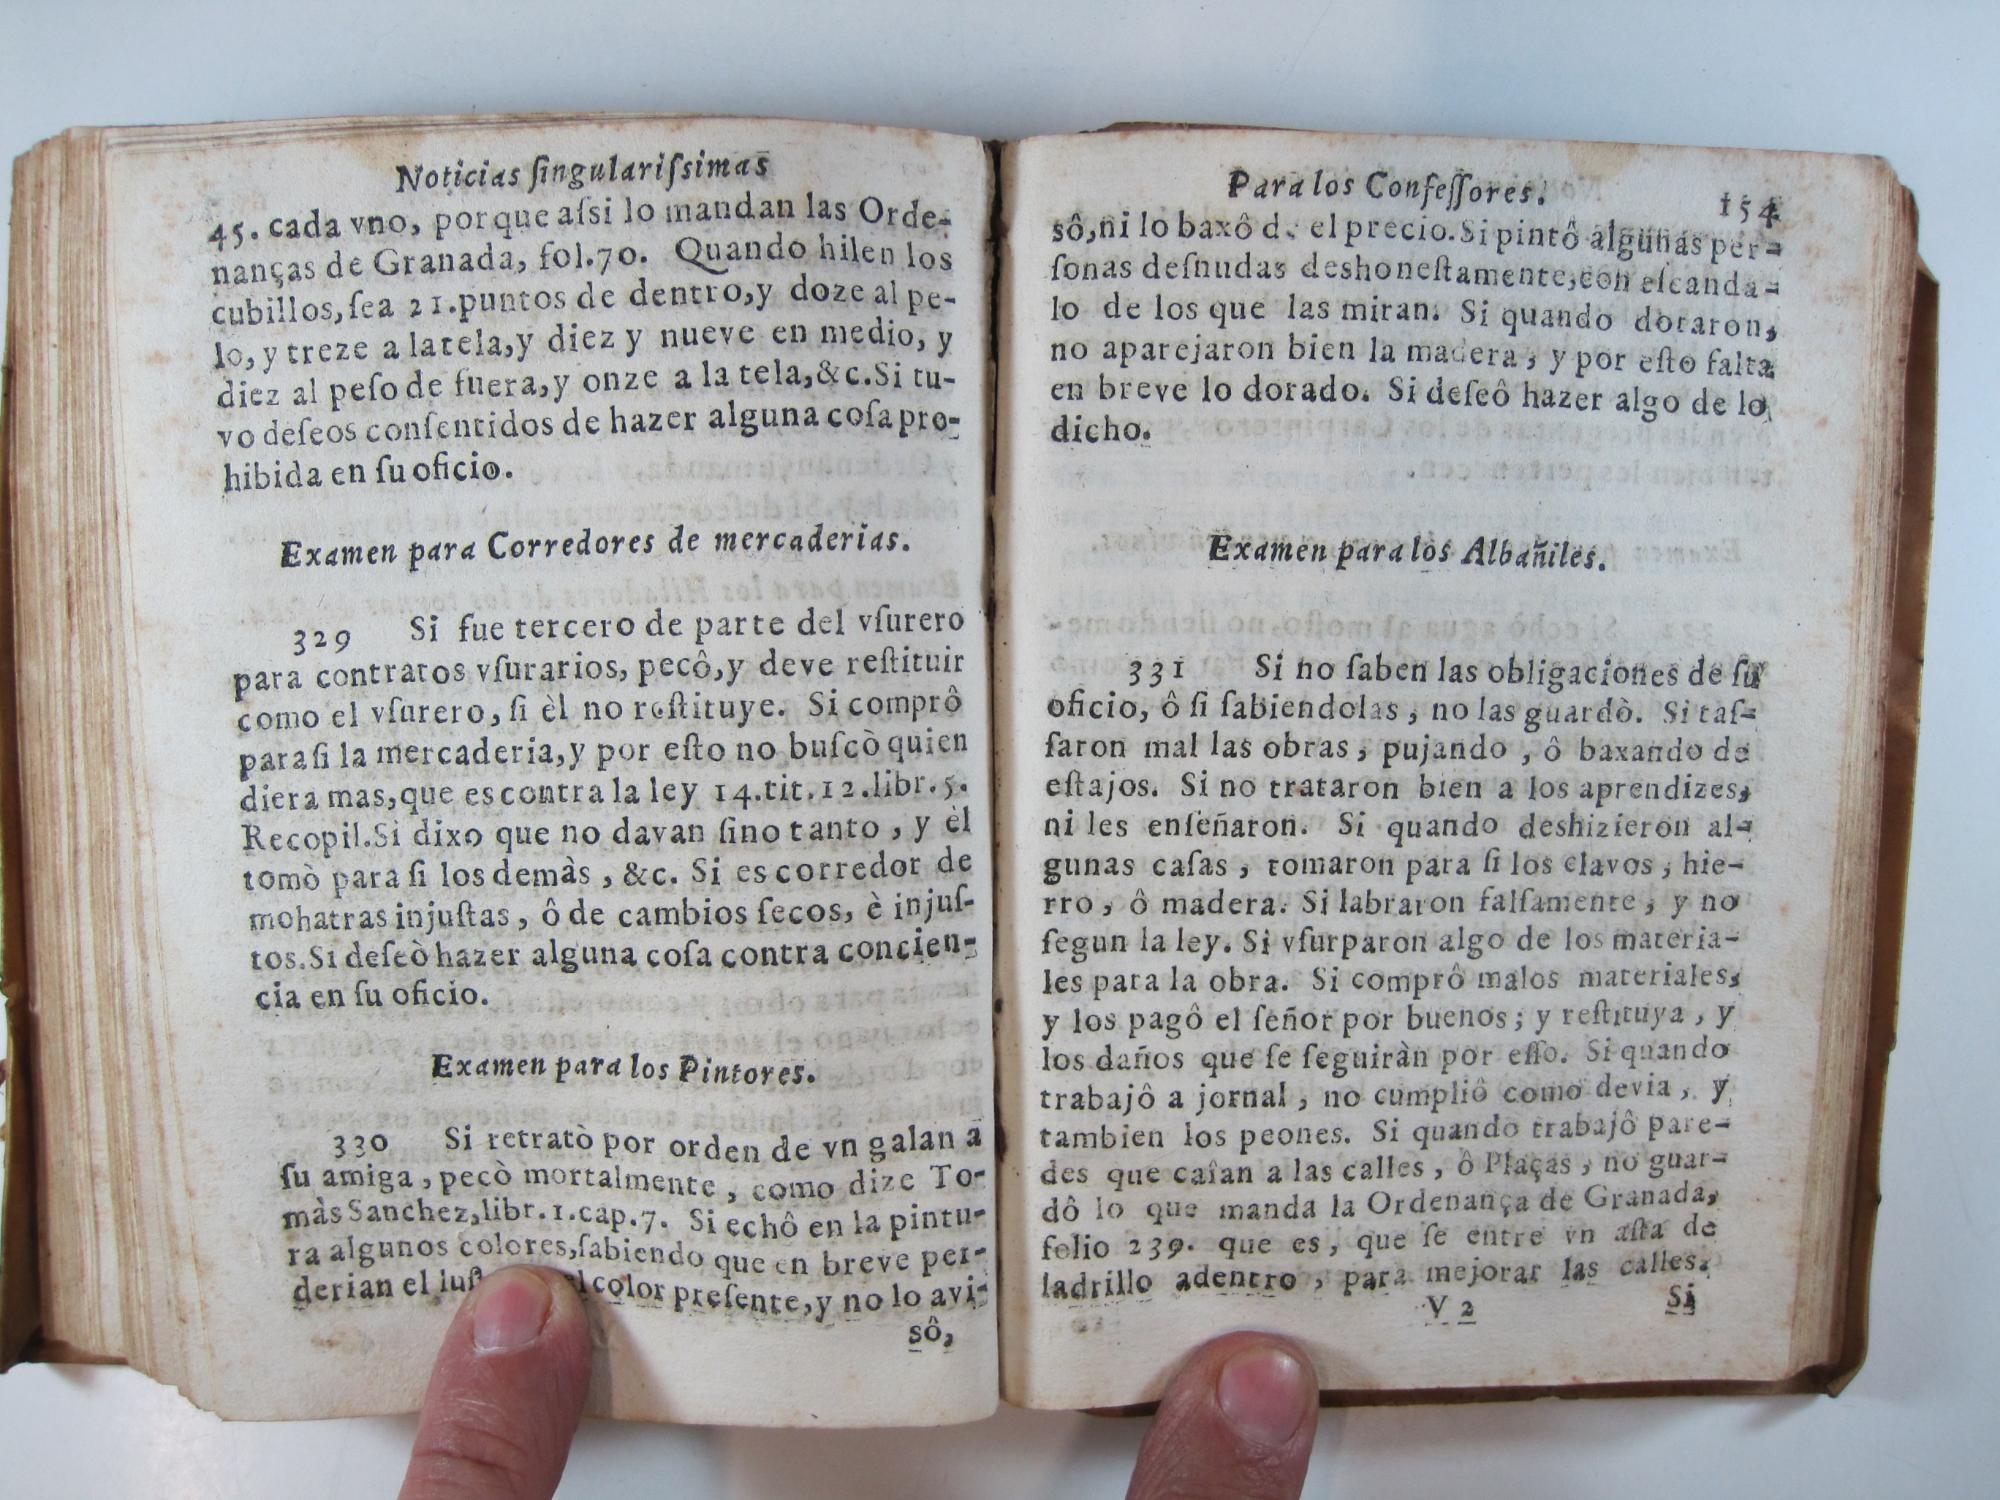 Noticias ſingulariſsimas
45. cada vno, porque aſsi lo mandan las Orde-
nanças de Granada, fol.70. Quando hilen los
cubillos, ſea 21.puntos de dentro,y doze al pe-
lo, y treze a la tela,y diez y nueve en medio, y
diez al peſo de fuera,y onze a la tela,&c.Si tu-
vo deſeos conſentidos de hazer alguna coſa pro-
hibida en ſu oficio.
Examen para Corredores de mercaderias.
329 Si fue tercero de parte del vſurero
para contratos vſurarios, pecô,y deve reſtituir
como el vſurero, ſi èl no reſtituye. Si comprô
para ſi la mercaderia,y por eſto no buſcò quien
diera mas,que es contra la ley 14.tit.12.libr.5.
Recopil.Si dixo que no davan ſino tanto, y èl
tomò para ſi los demàs, &c. Si es corredor de
mohatras injuſtas, ô de cambios ſecos, è injuſ-
tos.Si deſeò hazer alguna coſa contra concien-
cia en ſu oficio.
Examen para los Pintores.
330 Si retratò por orden de vn galan a
ſu amiga, pecò mortalmente, como dize To-
màs Sanchez,libr.1.cap.7. Si echô en la pintu-
ra algunos colores,ſabiendo que en breve per-
derian el color preſente,y no lo avi-
sô,
Para los Confeſſores. 154
sô,ni lo baxô de el precio.Si pintô algunas per-
ſonas deſnudas deshoneſtamente,con eſcanda-
lo de los que las miran. Si quando doraron,
no aparejaron bien la madera, y por eſto falta
en breve lo dorado. Si deſeô hazer algo de lo
dicho.
Examen para los Albañiles.
331 Si no ſaben las obligaciones de ſu
oficio, ô ſi ſabiendolas, no las guardò. Si taſ-
ſaron mal las obras, pujando, ô baxando de
eſtajos. Si no trataron bien a los aprendizes,
ni les enſeñaron. Si quando deshizieron al-
gunas caſas, tomaron para ſi los clavos, hie-
rro, ô madera. Si labraron falſamente, y no
ſegun la ley. Si vſurparon algo de los materia-
les para la obra. Si comprô malos materiales,
y los pagô el ſeñor por buenos; y reſtituya, y
los daños que ſe ſeguiràn por eſſo. Si quando
trabajô a jornal, no cumpliô como devia, y
tambien los peones. Si quando trabajô pare-
des que caîan a las calles, ô Plaças, no guar-
dô lo que manda la Ordenança de Granada,
folio 239. que es, que ſe entre vn aſta de
ladrillo adentro, para mejorar las calles.
V 2 Si